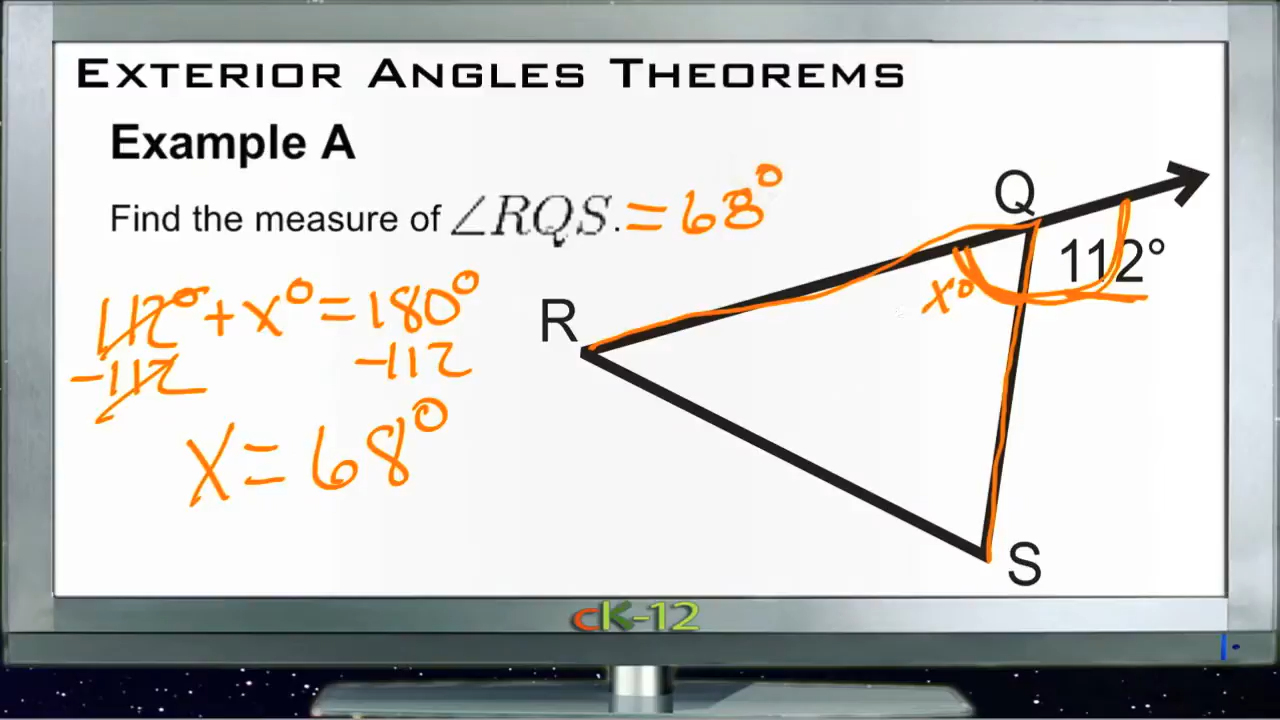 EXTERIOR ANGLES THEOREMS
Example A
Find the measure of ∠RQS. = 68°
112° + x° = 180°
-112 -112
x = 68°
Q
112°
x°
R
S
cK-12